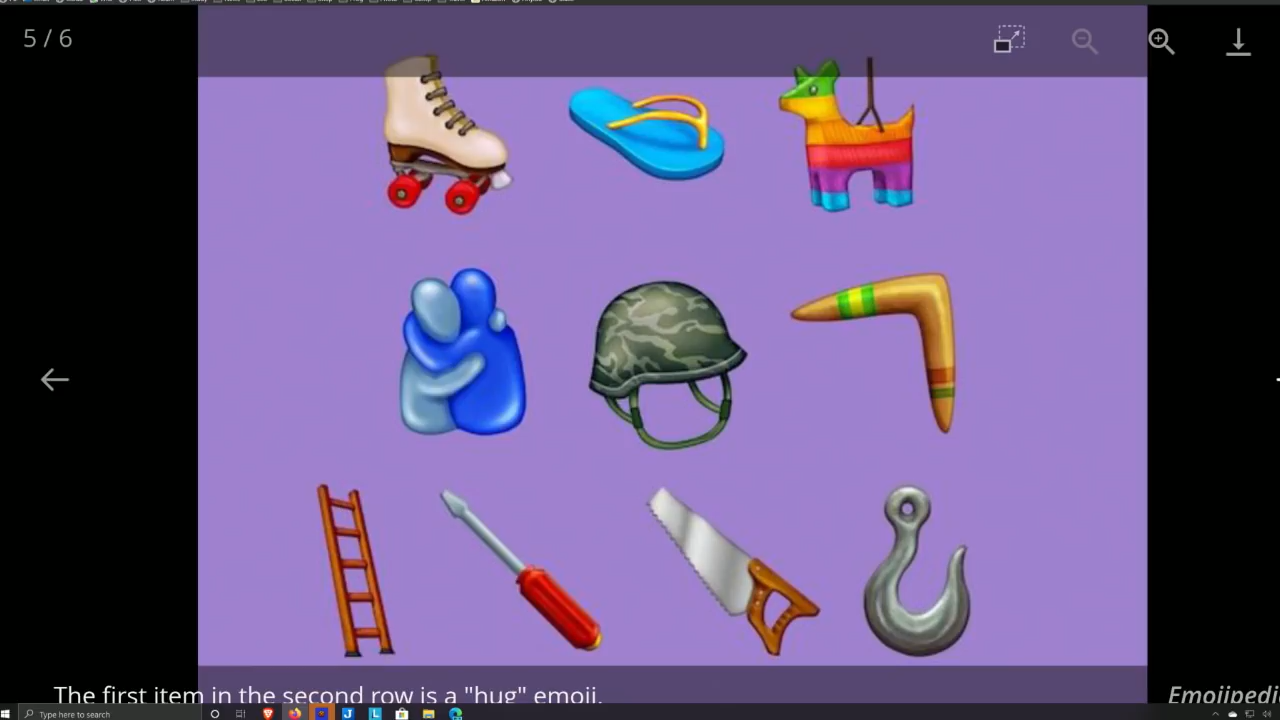 5 / 6
The first item in the second row is a "hug" emoji.
Emojipedi
Type here to search